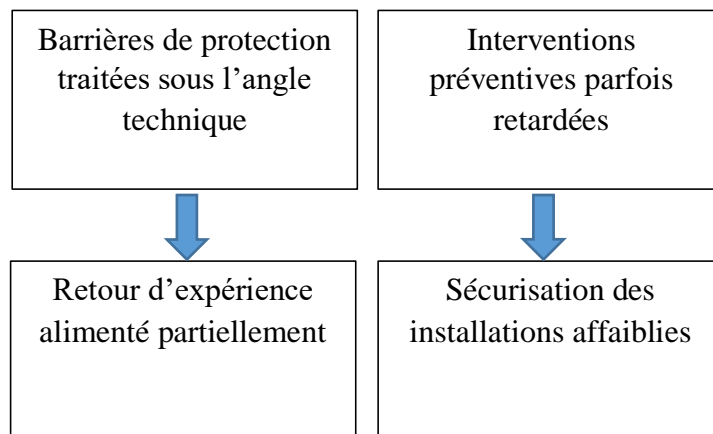 Barrières de protection
traitées sous l’angle
technique
Interventions
préventives parfois
retardées
Retour d’expérience
alimenté partiellement
Sécurisation des
installations affaiblies